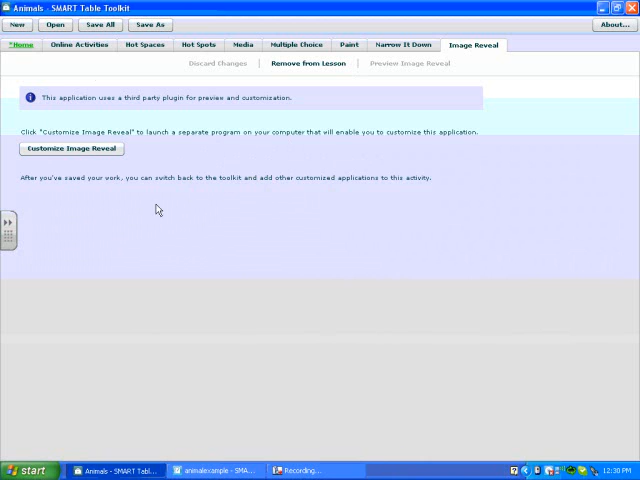 Animals - SMART Table Toolkit
New Open Save All Save As About...
*Home Online Activities Hot Spaces Hot Spots Media Multiple Choice Paint Narrow It Down Image Reveal
Discard Changes Remove from Lesson Preview Image Reveal
This application uses a third party plugin for preview and customization.
Click "Customize Image Reveal" to launch a separate program on your computer that will enable you to customize this application.
Customize Image Reveal
After you've saved your work, you can switch back to the toolkit and add other customized applications to this activity.
start Animals - SMART Tabl... animalexample - SMA... Recording... 12:30 PM